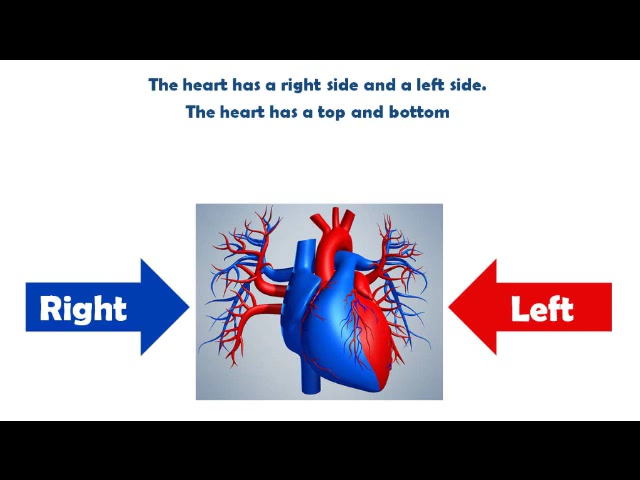 The heart has a right side and a left side.
The heart has a top and bottom
Right
Left